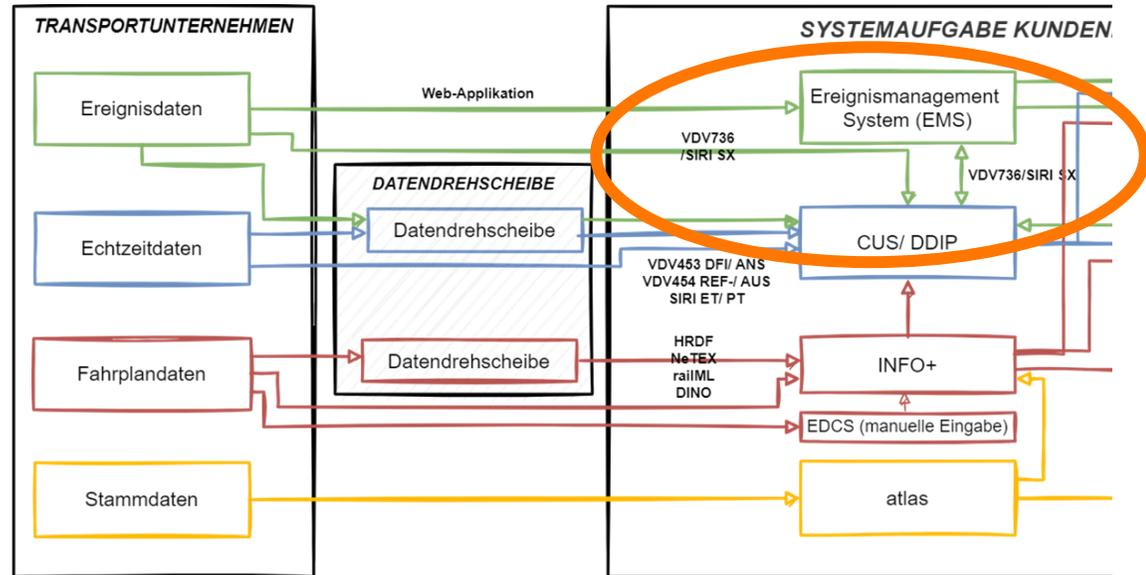 TRANSPORTUNTERNEHMEN
SYSTEMAUFGABE KUNDEN
Ereignisdaten
Web-Applikation
Ereignismanagement
System (EMS)
VDV736
/SIRI SX
VDV736/SIRI SX
DATENDREHSCHEIBE
Datendrehscheibe
Echtzeitdaten
CUS/ DDIP
VDV453 DFI/ ANS
VDV454 REF-/ AUS
SIRI ET/ PT
Fahrplandaten
Datendrehscheibe
HRDF
NeTEX
railML
DINO
INFO+
EDCS (manuelle Eingabe)
Stammdaten
atlas